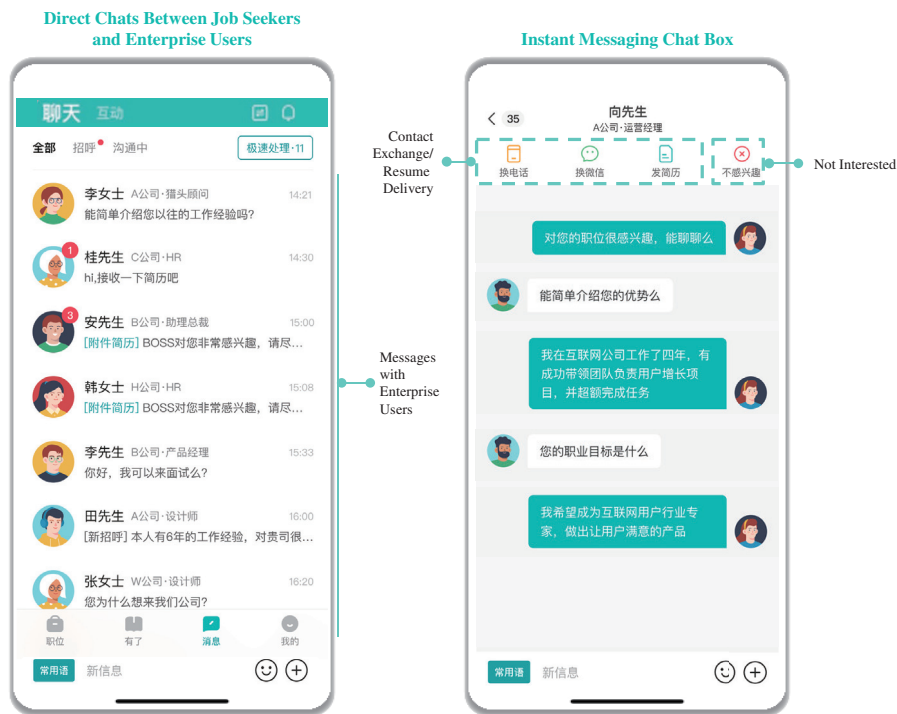 Direct Chats Between Job Seekers
and Enterprise Users
聊天 互动
全部 招呼 沟通中 极速处理·11
李女士 A公司·猎头顾问 14:21
能简单介绍您以往的工作经验吗?
1
桂先生 C公司·HR 14:30
hi,接收一下简历吧
3
安先生 B公司·助理总裁 15:00
[附件简历] BOSS对您非常感兴趣，请尽...
韩女士 H公司·HR 15:08
[附件简历] BOSS对您非常感兴趣，请尽...
李先生 B公司·产品经理 15:33
你好，我可以来面试么?
田先生 A公司·设计师 16:00
[新招呼] 本人有6年的工作经验，对贵司很...
张女士 W公司·设计师 16:20
您为什么想来我们公司?
职位 有了 消息 我的
常用语 新信息
Messages
with
Enterprise
Users
Contact
Exchange/
Resume
Delivery
Instant Messaging Chat Box
35
向先生
A公司·运营经理
换电话 换微信 发简历 不感兴趣
Not Interested
对您的职位很感兴趣，能聊聊么
能简单介绍您的优势么
我在互联网公司工作了四年，有
成功带领团队负责用户增长项
目，并超额完成任务
您的职业目标是什么
我希望成为互联网用户行业专
家，做出让用户满意的产品
常用语 新信息